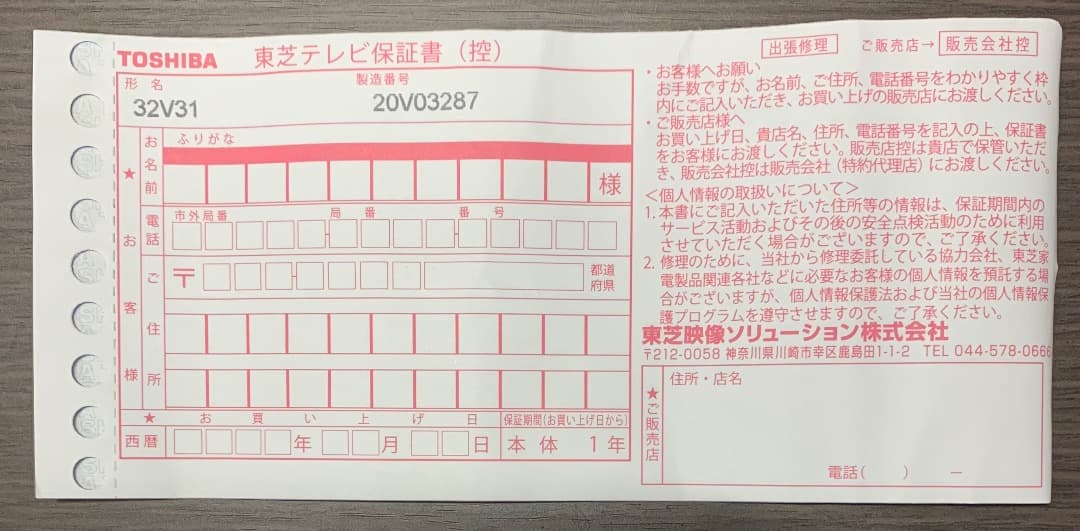 TOSHIBA 東芝テレビ保証書（控）
形名 製造番号
32V31 20V03287
★お客様
お名前
ふりがな
様
電話
市外局番 局番 番号
ご住所
〒 都道府県
★お買い上げ日 保証期間(お買い上げ日から)
西暦 年 月 日 本体 1年
出張修理 ご販売店→ 販売会社控
・お客様へお願い
お手数ですが、お名前、ご住所、電話番号をわかりやすく枠
内にご記入いただき、お買い上げの販売店にお渡しください。
・ご販売店様へ
お買い上げ日、貴店名、住所、電話番号を記入の上、保証書
をお客様にお渡しください。販売店控は貴店で保管いただ
き、販売会社控は販売会社（特約代理店）にお渡しください。
＜個人情報の取扱いについて＞
1. 本書にご記入いただいた住所等の情報は、保証期間内の
サービス活動およびその後の安全点検活動のために利用
させていただく場合がございますので、ご了承ください。
2. 修理のために、当社から修理委託している協力会社、東芝家
電製品関連各社などに必要なお客様の個人情報を預託する場
合がございますが、個人情報保護法および当社の個人情報保
護プログラムを遵守させますので、ご了承ください。
東芝映像ソリューション株式会社
〒212-0058 神奈川県川崎市幸区鹿島田1-1-2 TEL 044-578-0666
★ご販売店
住所・店名
電話( ) －